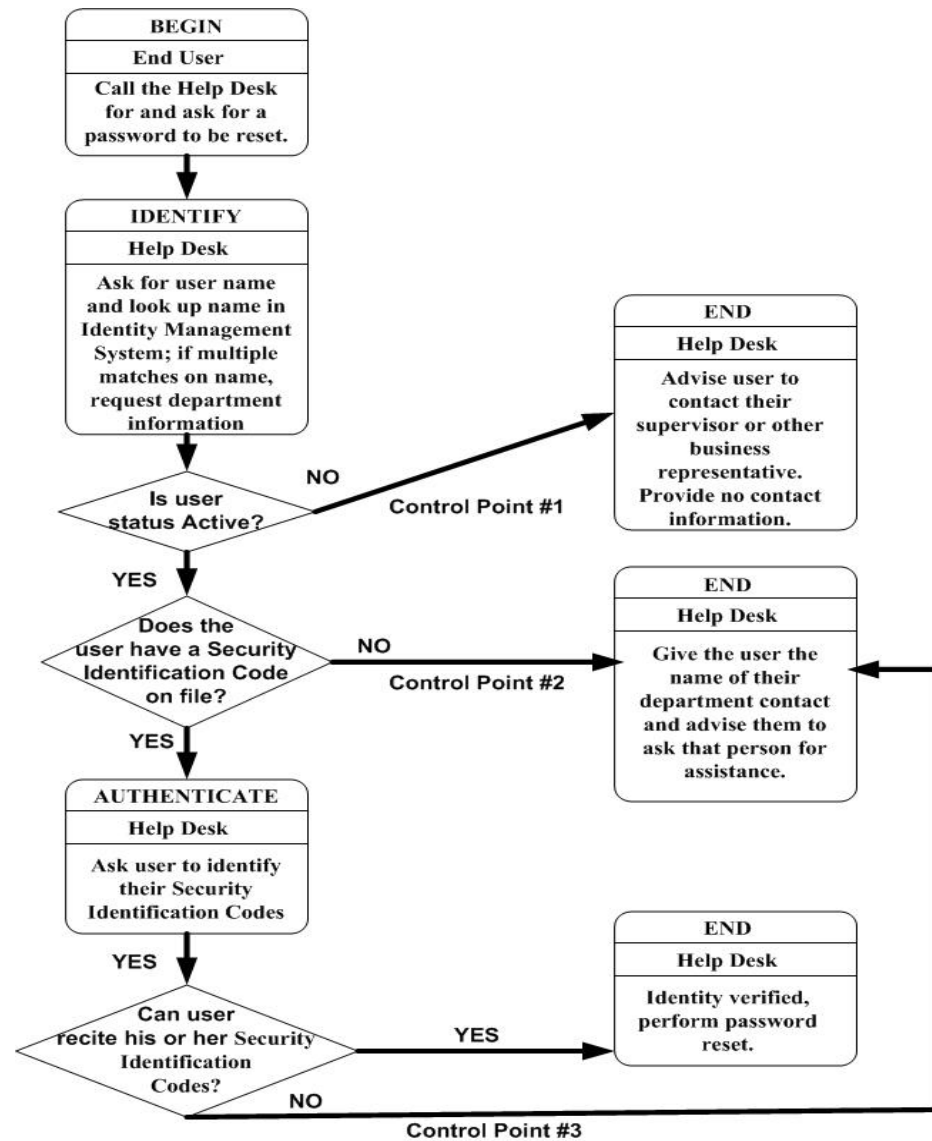 BEGIN
End User
Call the Help Desk
for and ask for a
password to be reset.
IDENTIFY
Help Desk
Ask for user name
and look up name in
Identity Management
System; if multiple
matches on name,
request department
information
Is user
status Active?
NO
Control Point #1
END
Help Desk
Advise user to
contact their
supervisor or other
business
representative.
Provide no contact
information.
YES
Does the
user have a Security
Identification Code
on file?
NO
Control Point #2
END
Help Desk
Give the user the
name of their
department contact
and advise them to
ask that person for
assistance.
YES
AUTHENTICATE
Help Desk
Ask user to identify
their Security
Identification Codes
YES
Can user
recite his or her Security
Identification
Codes?
YES
END
Help Desk
Identity verified,
perform password
reset.
NO
Control Point #3